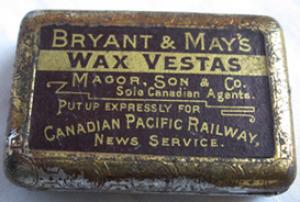 BRYANT & MAY'S
WAX VESTAS
MAGOR, SON & Co.
Sole Canadian Agents.
PUT UP EXPRESSLY FOR
CANADIAN PACIFIC RAILWAY,
NEWS SERVICE.